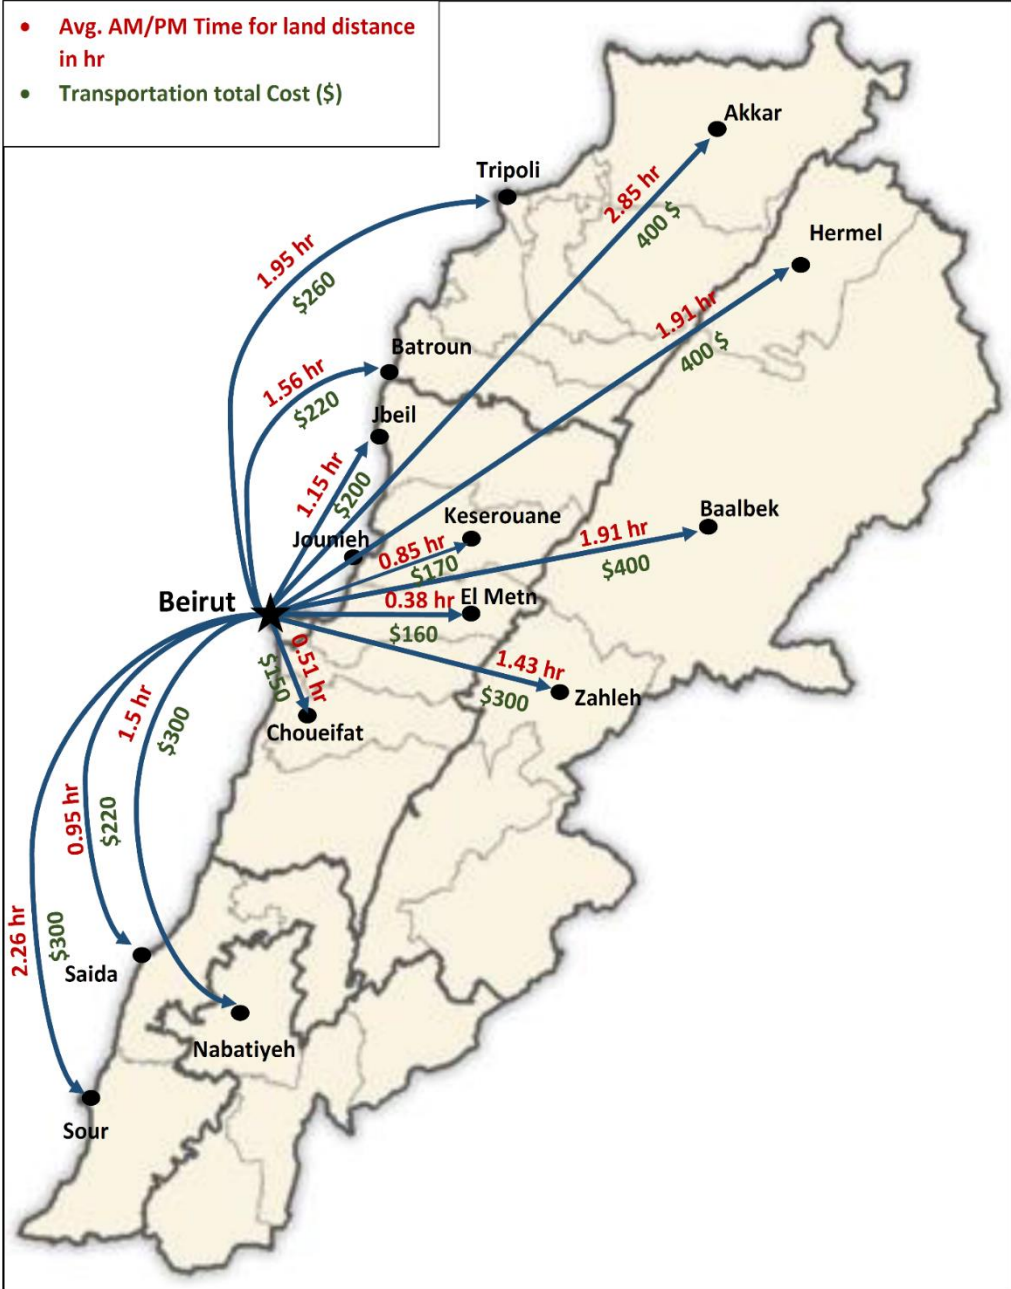 • Avg. AM/PM Time for land distance
in hr
• Transportation total Cost ($)
Akkar
Tripoli
2.85 hr
400 $
Hermel
1.95 hr
$260
1.91 hr
400 $
Batroun
1.56 hr
$220
Jbeil
1.15 hr
$200
Keserouane
Baalbek
Jounieh
0.85 hr
$170
1.91 hr
$400
Beirut
0.38 hr
El Metn
$160
0.51 hr
$150
1.43 hr
$300
Zahleh
Choueifat
1.5 hr
$300
0.95 hr
$220
2.26 hr
$300
Saida
Nabatiyeh
Sour